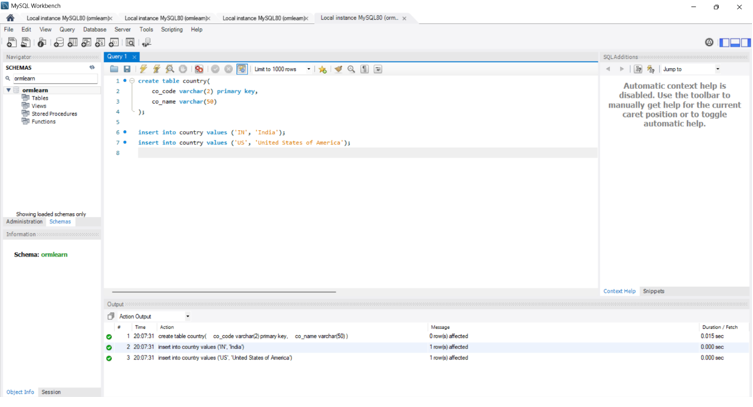 MySQL Workbench
Local instance MySQL80 (ormlearn)× Local instance MySQL80 (ormlearn)× Local instance MySQL80 (ormlearn)× Local instance MySQL80 (orm... ×
File Edit View Query Database Server Tools Scripting Help
Navigator
SCHEMAS
ormlearn
ormlearn
Tables
Views
Stored Procedures
Functions
Showing loaded schemas only
Administration Schemas
Information
Schema: ormlearn
Object Info Session
Query 1 ×
Limit to 1000 rows
1 create table country(
2 co_code varchar(2) primary key,
3 co_name varchar(50)
4 );
5
6 insert into country values ('IN', 'India');
7 insert into country values ('US', 'United States of America');
8
SQLAdditions
Jump to
Automatic context help is
disabled. Use the toolbar to
manually get help for the current
caret position or to toggle
automatic help.
Context Help Snippets
Output
Action Output
# Time Action Message Duration / Fetch
1 20:07:31 create table country( co_code varchar(2) primary key, co_name varchar(50) ) 0 row(s) affected 0.015 sec
2 20:07:31 insert into country values ('IN', 'India') 1 row(s) affected 0.000 sec
3 20:07:31 insert into country values ('US', 'United States of America') 1 row(s) affected 0.000 sec